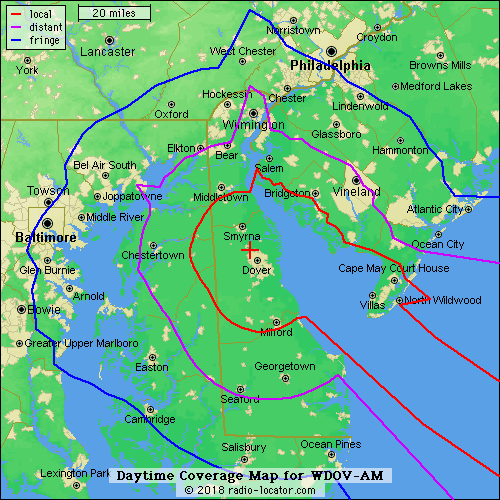 local
distant
fringe
20 miles
Norristown
Croydon
Lancaster
West Chester
Philadelphia
Browns Mills
York
Medford Lakes
Hockessin
Chester
Lindenwold
Oxford
Wilmington
Glassboro
Elkton
Bear
Hammonton
Bel Air South
Salem
Towson
Joppatowne
Middletown
Bridgeton
Vineland
Middle River
Atlantic City
Baltimore
Smyrna
Ocean City
Chestertown
Glen Burnie
Dover
Cape May Court House
Arnold
Bowie
Villas
North Wildwood
Milford
Greater Upper Marlboro
Easton
Georgetown
Seaford
Cambridge
Salisbury
Ocean Pines
Lexington Park
Daytime Coverage Map for WDOV-AM
© 2018 radio-locator.com